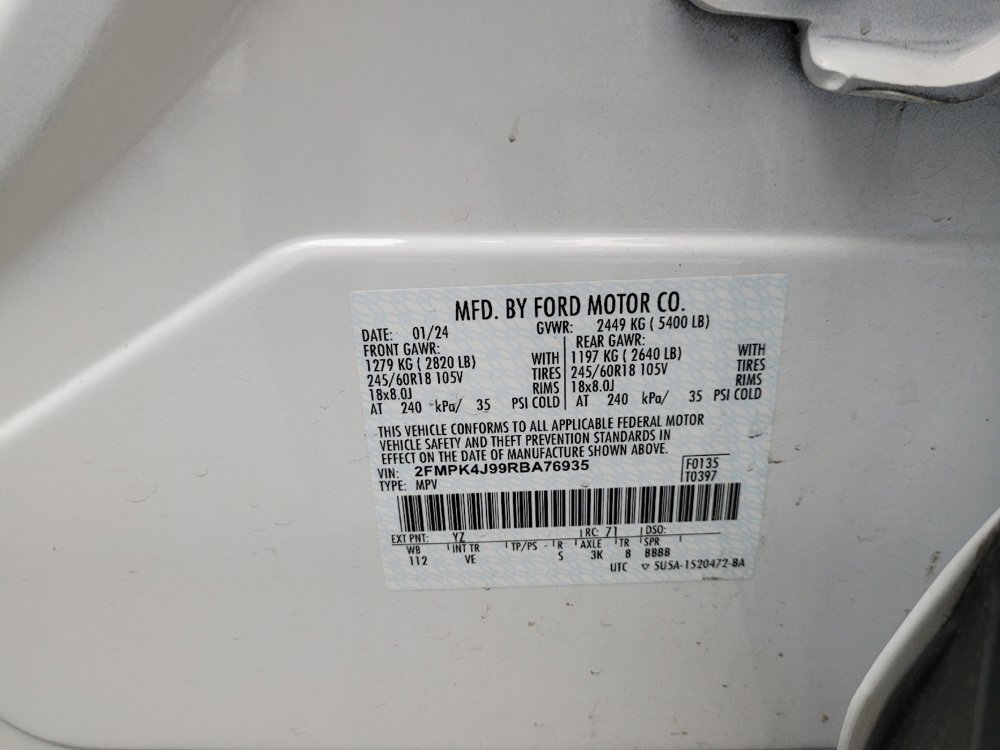 MFD. BY FORD MOTOR CO.
DATE: 01/24 GVWR: 2449 KG ( 5400 LB)
FRONT GAWR: REAR GAWR:
1279 KG ( 2820 LB) WITH 1197 KG ( 2640 LB) WITH
245/60R18 105V TIRES 245/60R18 105V TIRES
18x8.0J RIMS 18x8.0J RIMS
AT 240 kPa/ 35 PSI COLD AT 240 kPa/ 35 PSI COLD
THIS VEHICLE CONFORMS TO ALL APPLICABLE FEDERAL MOTOR
VEHICLE SAFETY AND THEFT PREVENTION STANDARDS IN
EFFECT ON THE DATE OF MANUFACTURE SHOWN ABOVE.
VIN: 2FMPK4J99RBA76935 F0135
TYPE: MPV T0397
EXT PNT: YZ RC: 71 DSO:
WB INT TR TP/PS R AXLE TR SPR
112 VE S 3K 8 BBBB
UTC ▽ 5U5A-1520472-BA